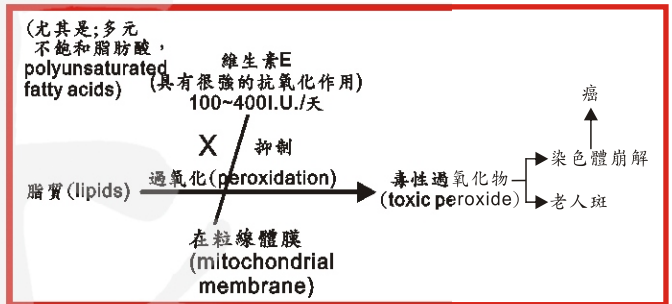 (尤其是;多元
不飽和脂肪酸，
polyunsaturated
fatty acids)
維生素E
(具有很強的抗氧化作用)
100~400I.U./天
X 抑制
脂質(lipids)
過氧化(peroxidation)
在粒線體膜
(mitochondrial
membrane)
毒性過氧化物
(toxic peroxide)
癌
染色體崩解
老人斑